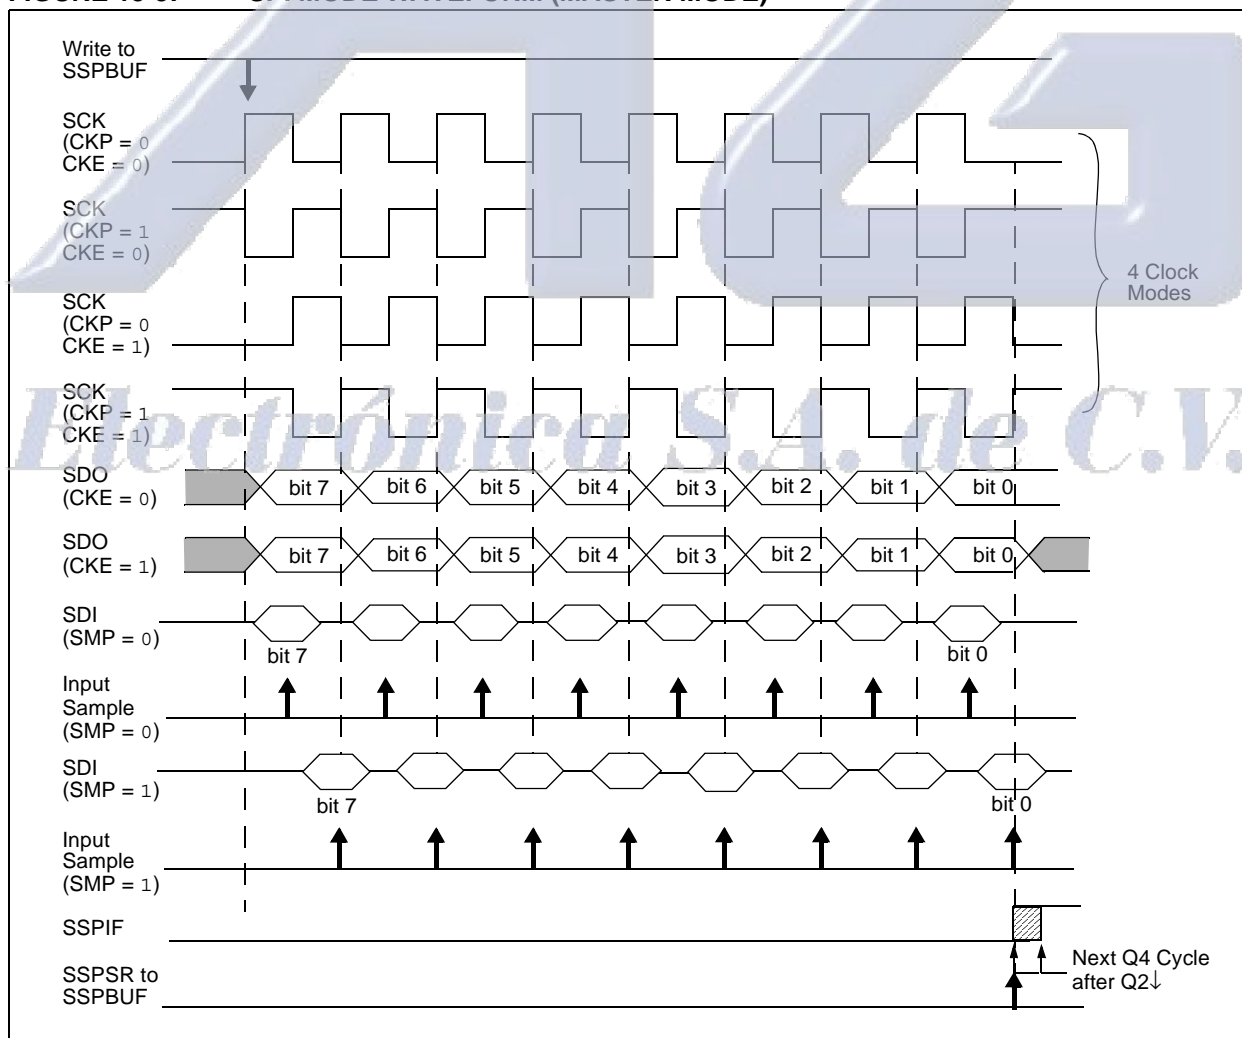 SPI MODE WAVEFORM (MASTER MODE)
Write to
SSPBUF
SCK
(CKP = 0
CKE = 0)
SCK
(CKP = 1
CKE = 0)
4 Clock
Modes
SCK
(CKP = 0
CKE = 1)
SCK
(CKP = 1
CKE = 1)
Electrónica S.A. de C.V.
SDO
(CKE = 0)
bit 7 bit 6 bit 5 bit 4 bit 3 bit 2 bit 1 bit 0
SDO
(CKE = 1)
bit 7 bit 6 bit 5 bit 4 bit 3 bit 2 bit 1 bit 0
SDI
(SMP = 0)
bit 7 bit 0
Input
Sample
(SMP = 0)
SDI
(SMP = 1)
bit 7 bit 0
Input
Sample
(SMP = 1)
SSPIF
Next Q4 Cycle
after Q2↓
SSPSR to
SSPBUF